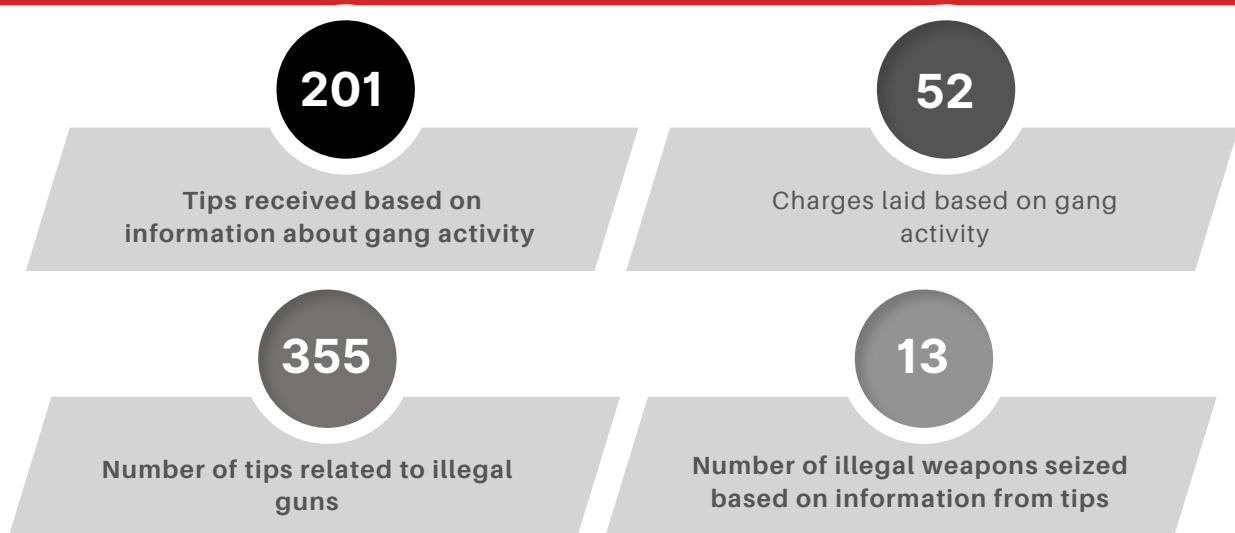 201
Tips received based on
information about gang activity
52
Charges laid based on gang
activity
355
Number of tips related to illegal
guns
13
Number of illegal weapons seized
based on information from tips